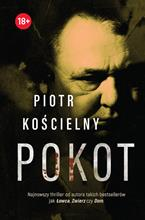 18+
PIOTR
KOŚCIELNY
POKOT
Najnowszy thriller od autora takich bestsellerów
jak Łowca, Zwierz czy Dom.